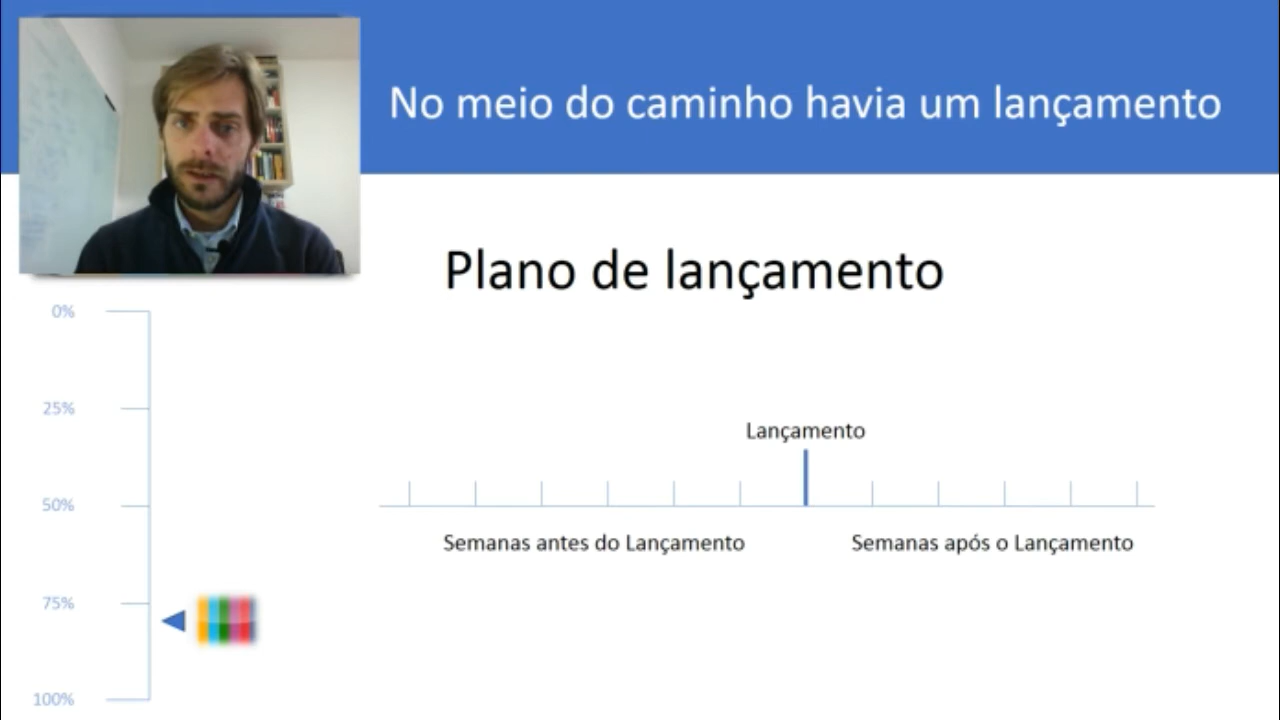 No meio do caminho havia um lançamento
Plano de lançamento
0%
25%
50%
75%
100%
Lançamento
Semanas antes do Lançamento
Semanas após o Lançamento